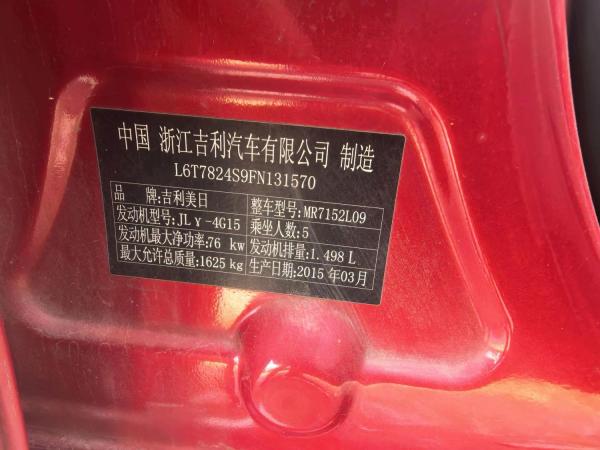 中国 浙江吉利汽车有限公司 制造
L6T7824S9FN131570
品 牌:吉利美日 整车型号:MR7152L09
发动机型号:JLγ-4G15 乘坐人数:5
发动机最大净功率:76 kw 发动机排量:1.498 L
最大允许总质量:1625 kg 生产日期:2015 年 03 月